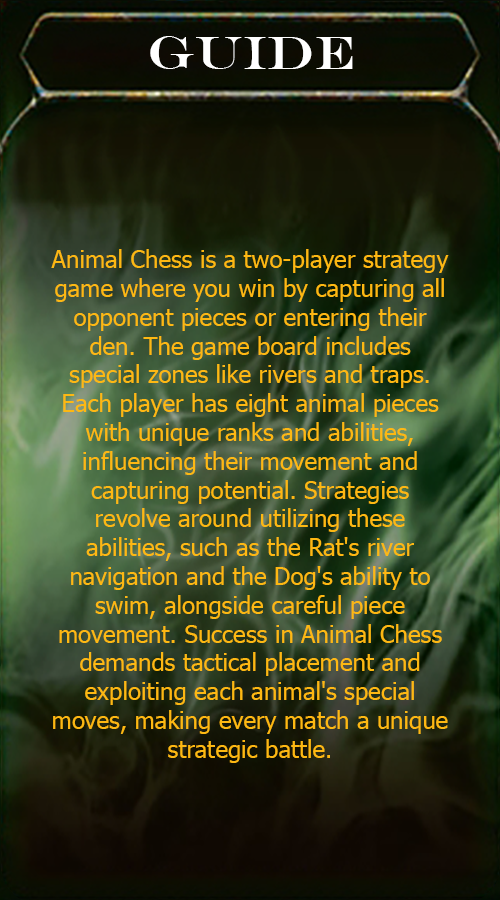 GUIDE
Animal Chess is a two-player strategy
game where you win by capturing all
opponent pieces or entering their
den. The game board includes
special zones like rivers and traps.
Each player has eight animal pieces
with unique ranks and abilities,
influencing their movement and
capturing potential. Strategies
revolve around utilizing these
abilities, such as the Rat's river
navigation and the Dog's ability to
swim, alongside careful piece
movement. Success in Animal Chess
demands tactical placement and
exploiting each animal's special
moves, making every match a unique
strategic battle.